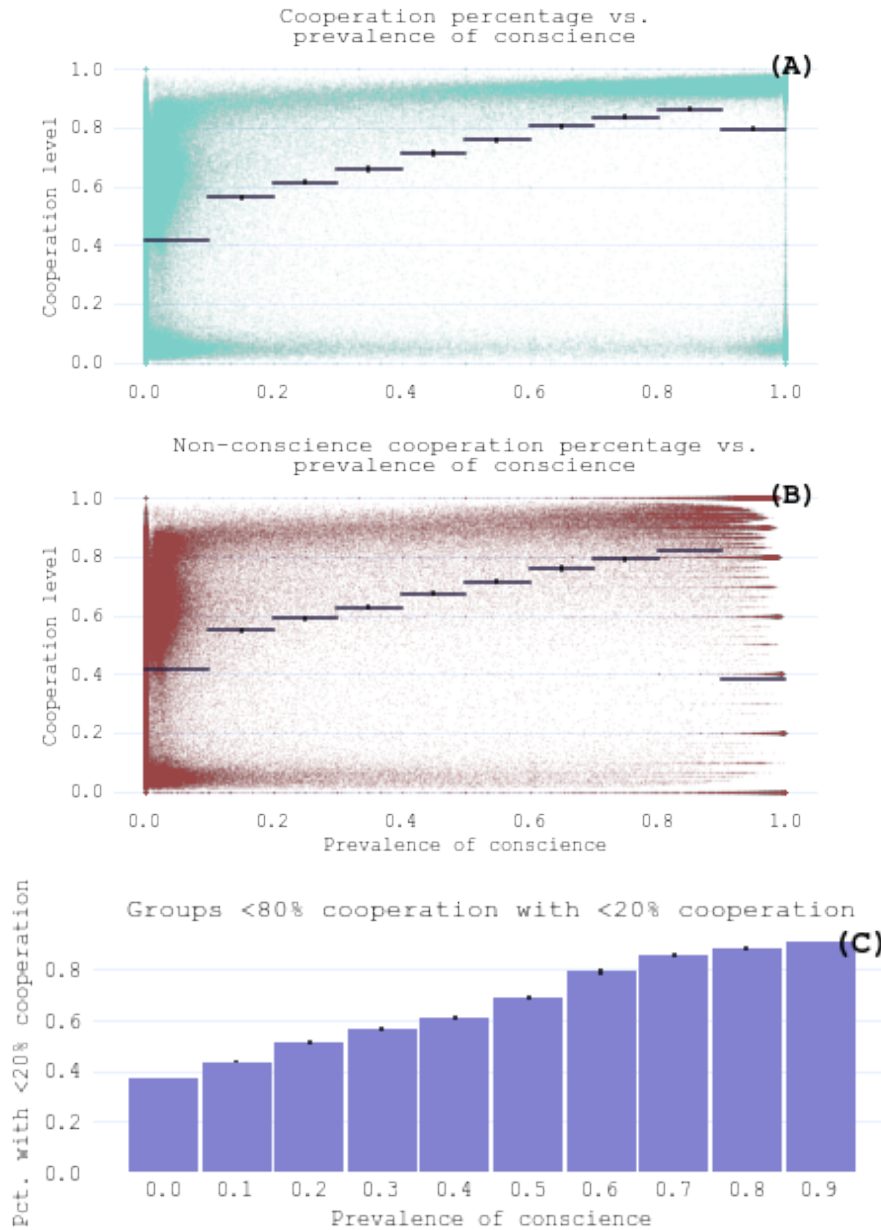 Cooperation percentage vs.
prevalence of conscience
(A)
1.0
0.8
0.6
0.4
0.2
0.0
Cooperation level
0.0 0.2 0.4 0.6 0.8 1.0
Non-conscience cooperation percentage vs.
prevalence of conscience
(B)
1.0
0.8
0.6
0.4
0.2
0.0
Cooperation level
0.0 0.2 0.4 0.6 0.8 1.0
Prevalence of conscience
Groups <80% cooperation with <20% cooperation
(C)
0.8
0.6
0.4
0.2
0.0
Pct. with <20% cooperation
0.0 0.1 0.2 0.3 0.4 0.5 0.6 0.7 0.8 0.9
Prevalence of conscience